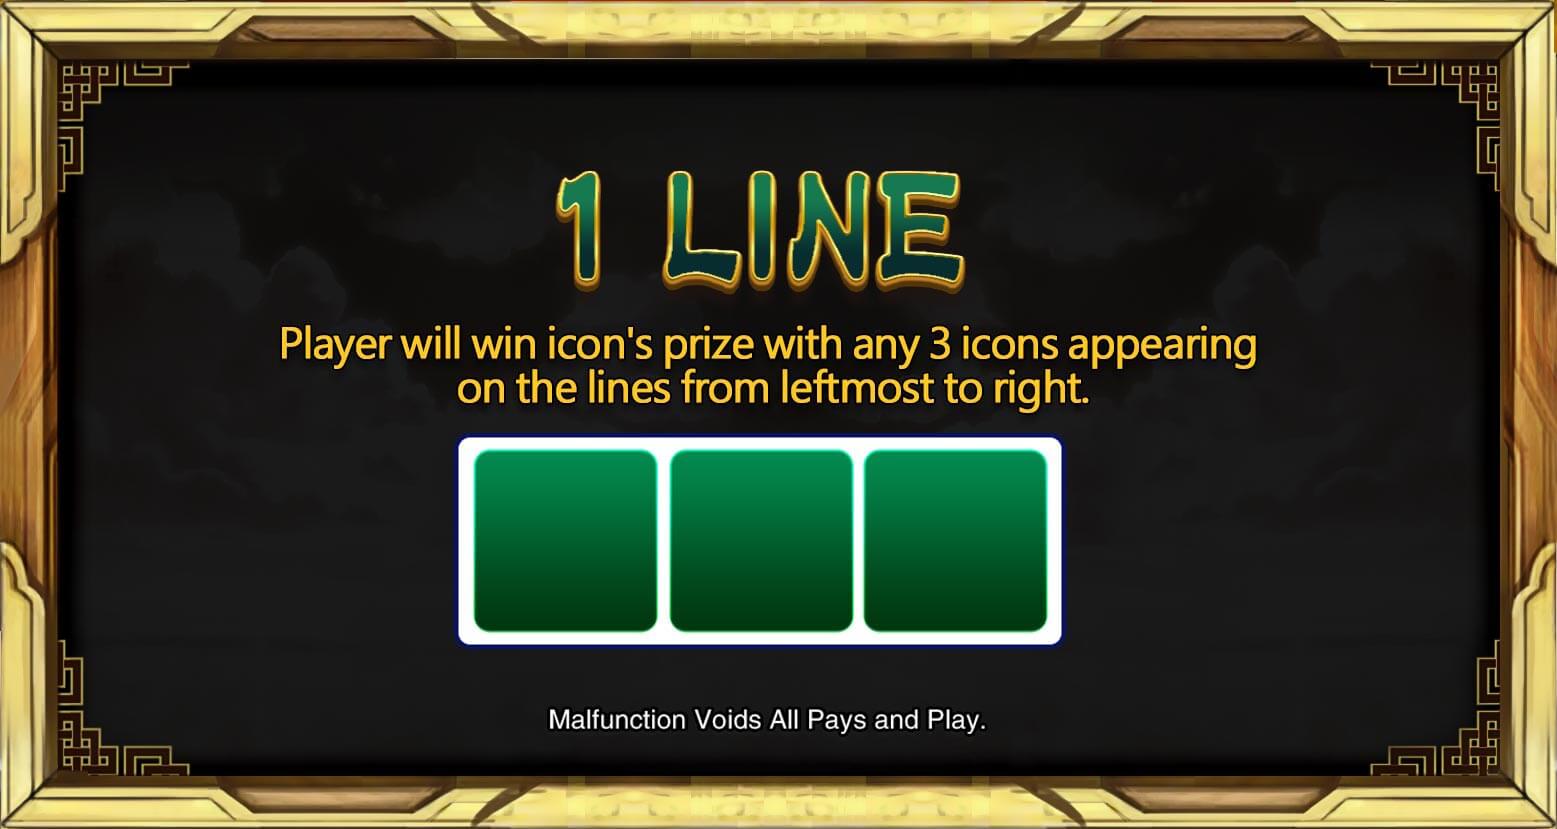 1 LINE
Player will win icon's prize with any 3 icons appearing
on the lines from leftmost to right.
Malfunction Voids All Pays and Play.